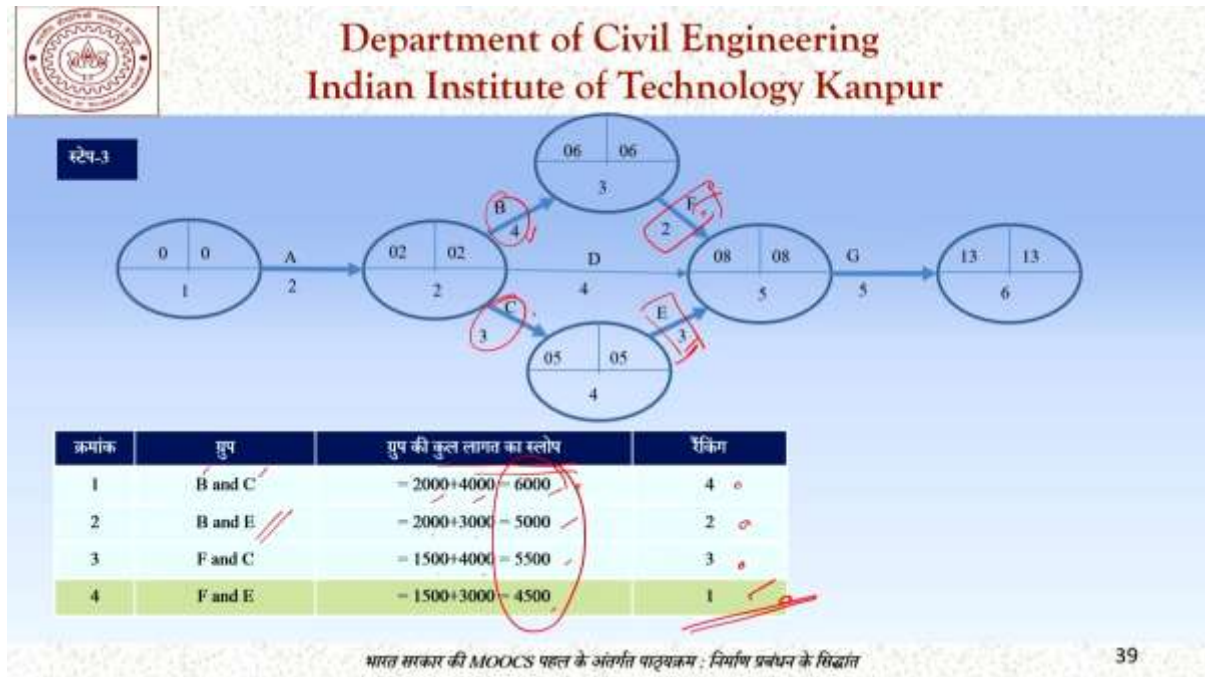 Department of Civil Engineering
Indian Institute of Technology Kanpur
स्टेप-3
06 06
3
B
4
F
2
0 0
1
A
2
02 02
2
D
4
08 08
5
G
5
13 13
6
C
3
E
3
05 05
4
क्रमांक ग्रुप ग्रुप की कुल लागत का स्लोप रैंकिंग
1 B and C = 2000+4000 = 6000 4
2 B and E = 2000+3000 = 5000 2
3 F and C = 1500+4000 = 5500 3
4 F and E = 1500+3000 = 4500 1
भारत सरकार की MOOCS पहल के अंतर्गत पाठ्यक्रम : निर्माण प्रबंधन के सिद्धांत 39